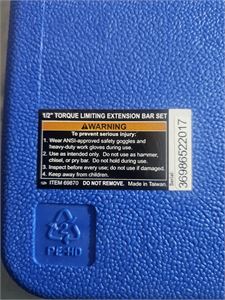 1/2" TORQUE LIMITING EXTENSION BAR SET
WARNING
To prevent serious injury:
1. Wear ANSI-approved safety goggles and
heavy-duty work gloves during use.
2. Use as intended only. Do not use as hammer,
chisel, or pry bar. Do not hold during use.
3. Inspect before every use; do not use if damaged.
4. Keep away from children.
ITEM 69870 DO NOT REMOVE. Made in Taiwan
Serial
36986522017
2
PE-HD